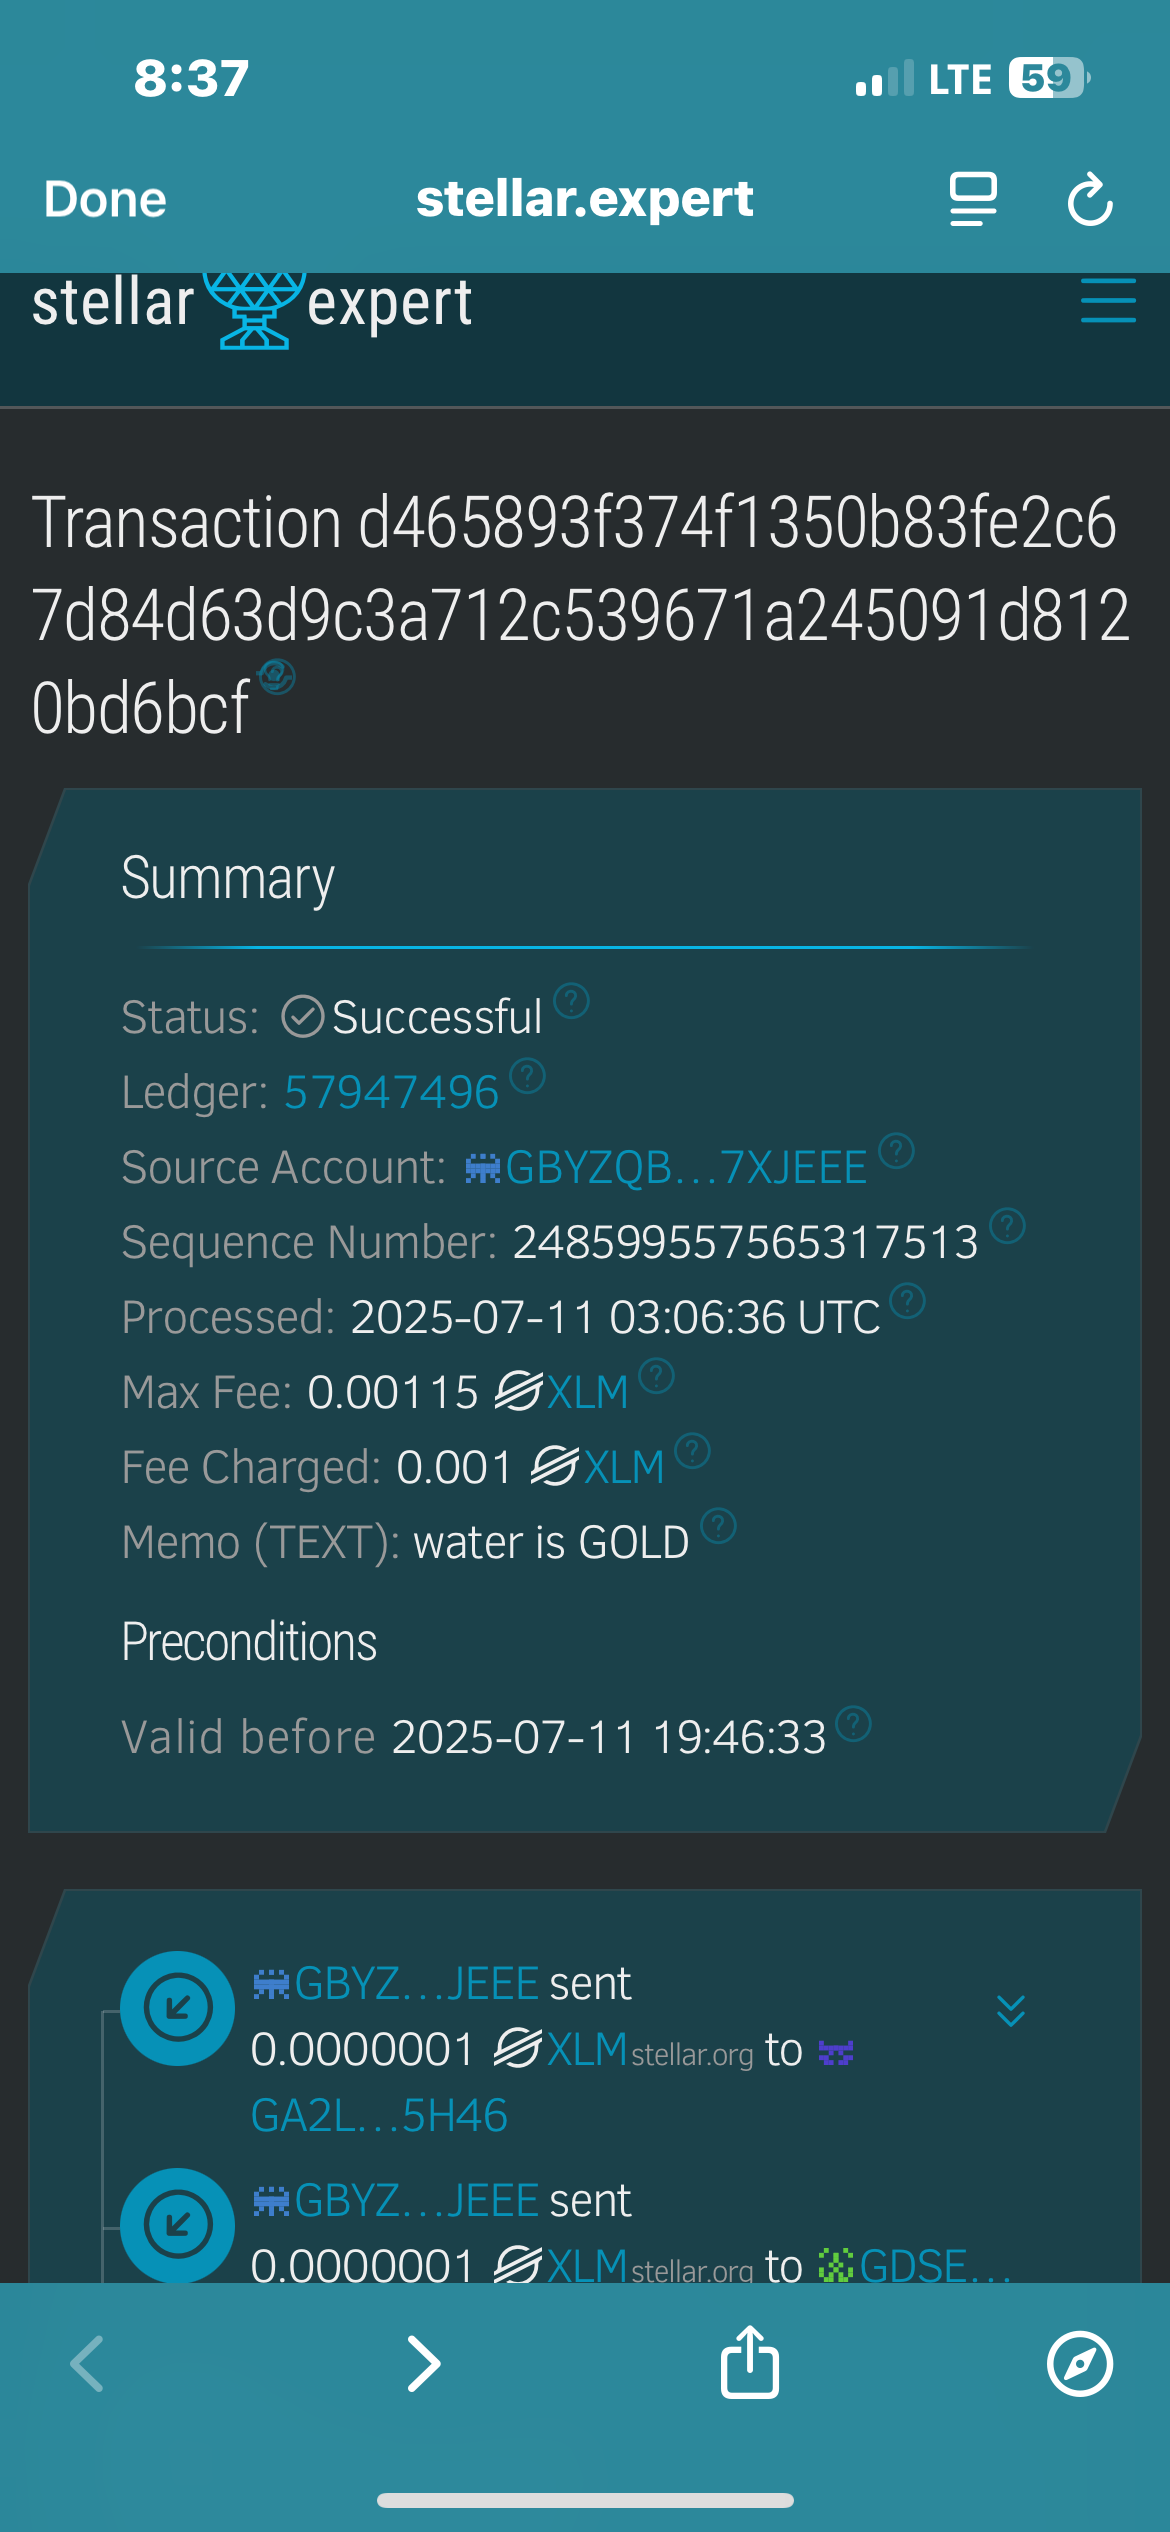 8:37
LTE 59
Done stellar.expert
stellar expert
Transaction d465893f374f1350b83fe2c6
7d84d63d9c3a712c539671a245091d812
0bd6bcf
Summary
Status: Successful
Ledger: 57947496
Source Account: GBYZQB...7XJEEE
Sequence Number: 248599557565317513
Processed: 2025-07-11 03:06:36 UTC
Max Fee: 0.00115 XLM
Fee Charged: 0.001 XLM
Memo (TEXT): water is GOLD
Preconditions
Valid before 2025-07-11 19:46:33
GBYZ...JEEE sent
0.0000001 XLM stellar.org to
GA2L...5H46
GBYZ...JEEE sent
0.0000001 XLM stellar.org to GDSE...